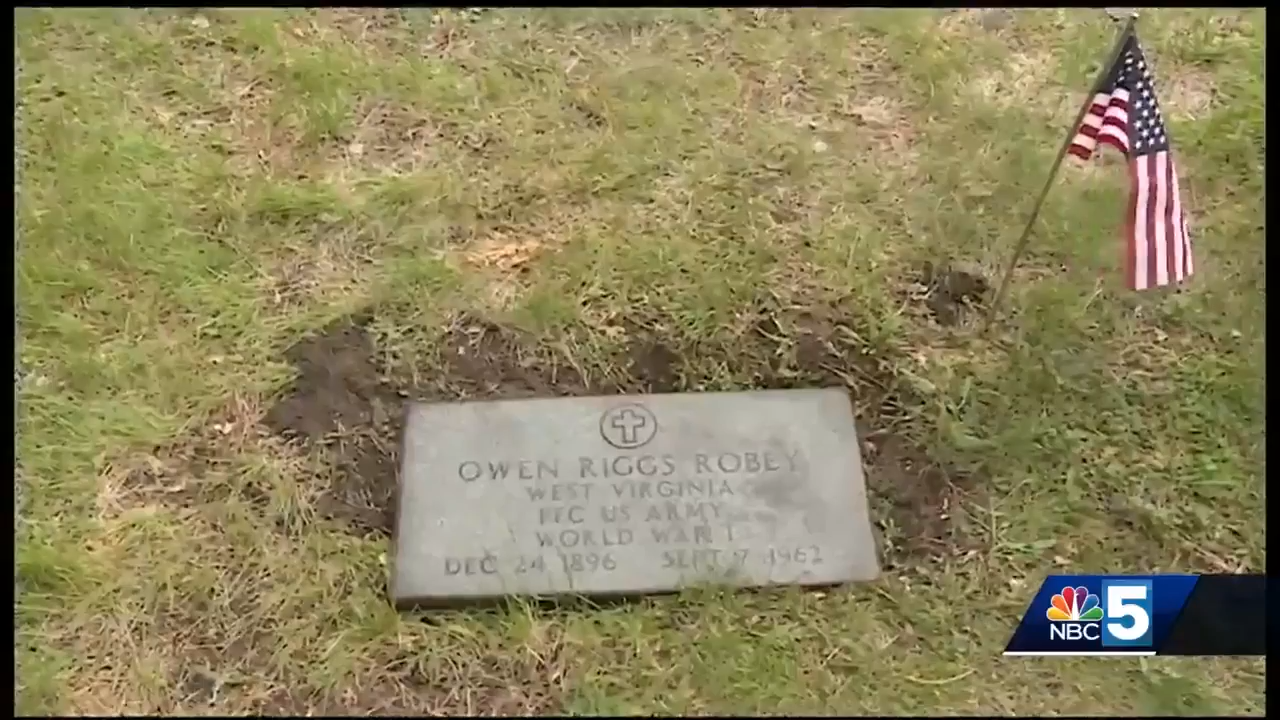 OWEN RIGGS ROBEY
WEST VIRGINIA
PFC US ARMY
WORLD WAR I
DEC 24 1896 SEPT 7 1962
NBC 5